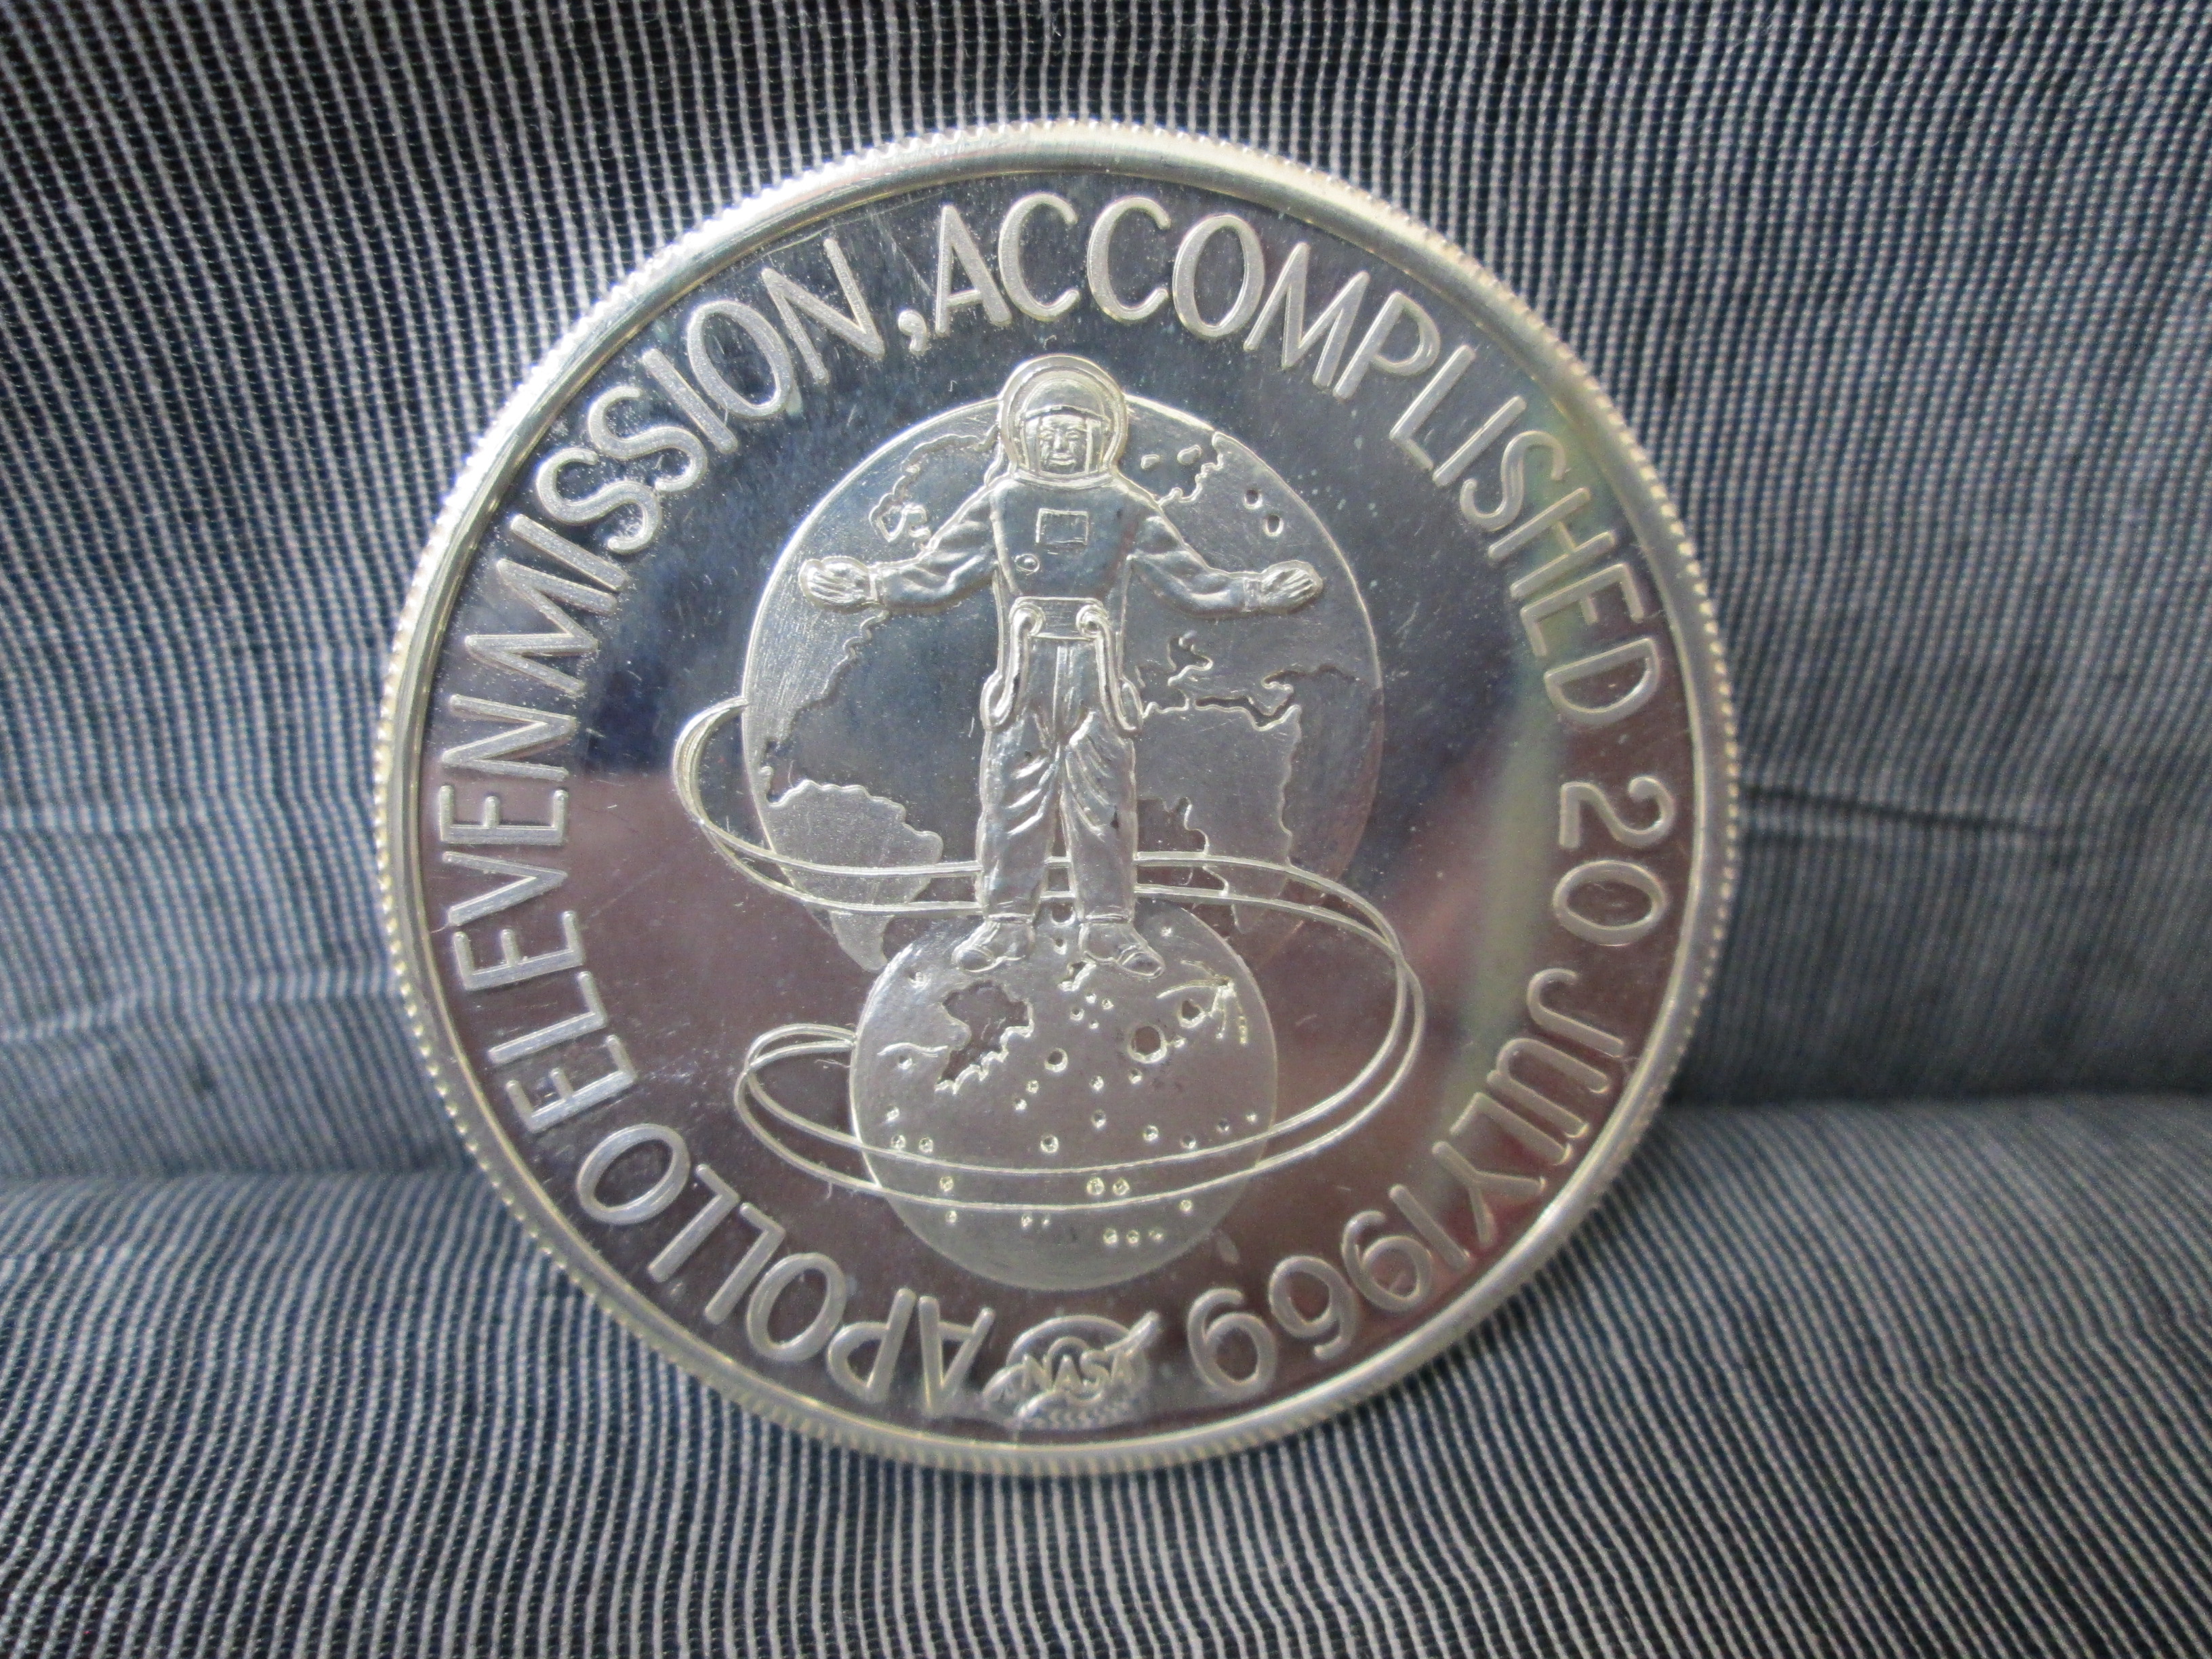 APOLLO ELEVEN MISSION, ACCOMPLISHED 20 JULY 1969
NASA